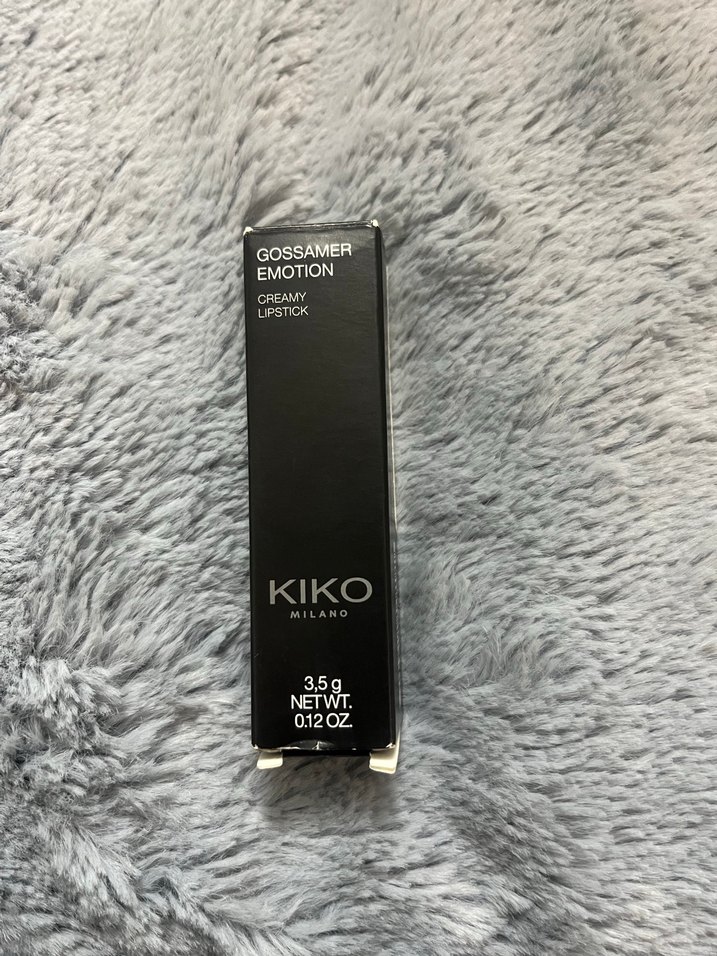 GOSSAMER
EMOTION
CREAMY
LIPSTICK
KIKO
MILANO
3,5 g
NET WT.
0.12 OZ.